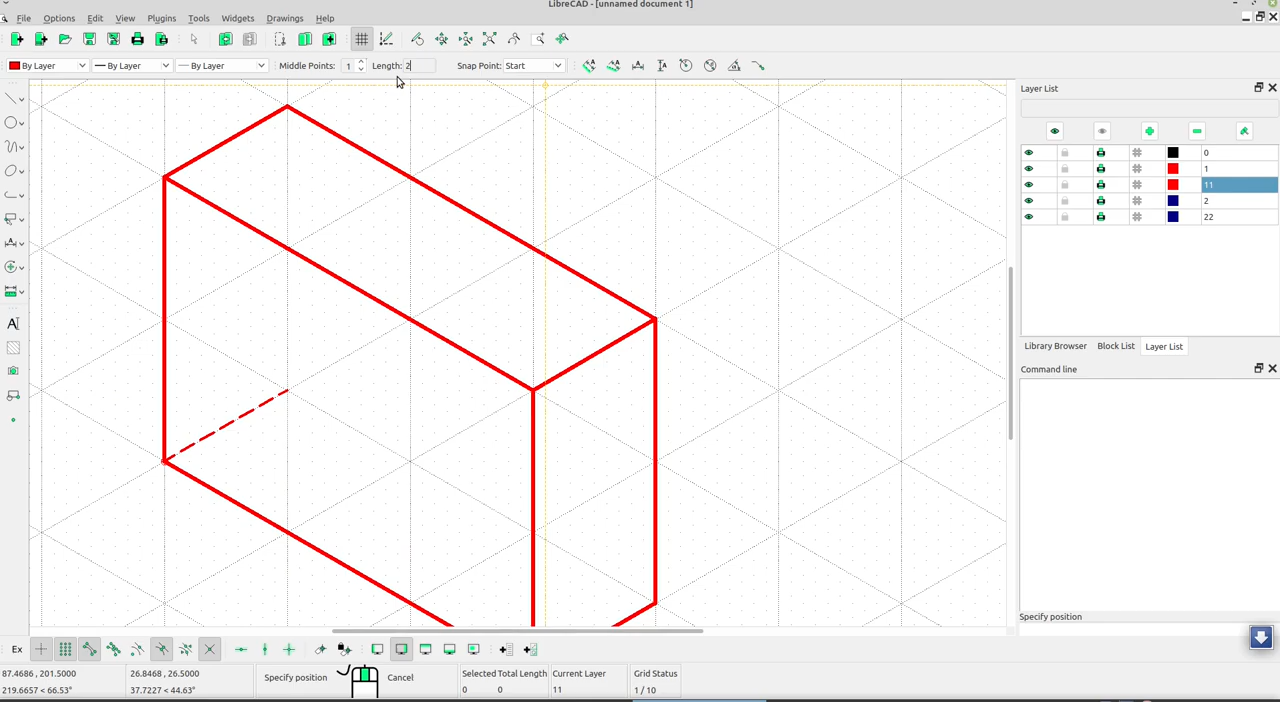 LibreCAD - [unnamed document 1]
File Options Edit View Plugins Tools Widgets Drawings Help
By Layer By Layer By Layer Middle Points: 1 Length: 2 Snap Point: Start
Layer List
0
1
11
2
22
Library Browser Block List Layer List
Command line
Specify position
Ex
87.4686 , 201.5000 26.8468 , 26.5000 Specify position Cancel Selected Total Length Current Layer Grid Status
219.6657 < 66.53° 37.7227 < 44.63° 0 0 11 1 / 10